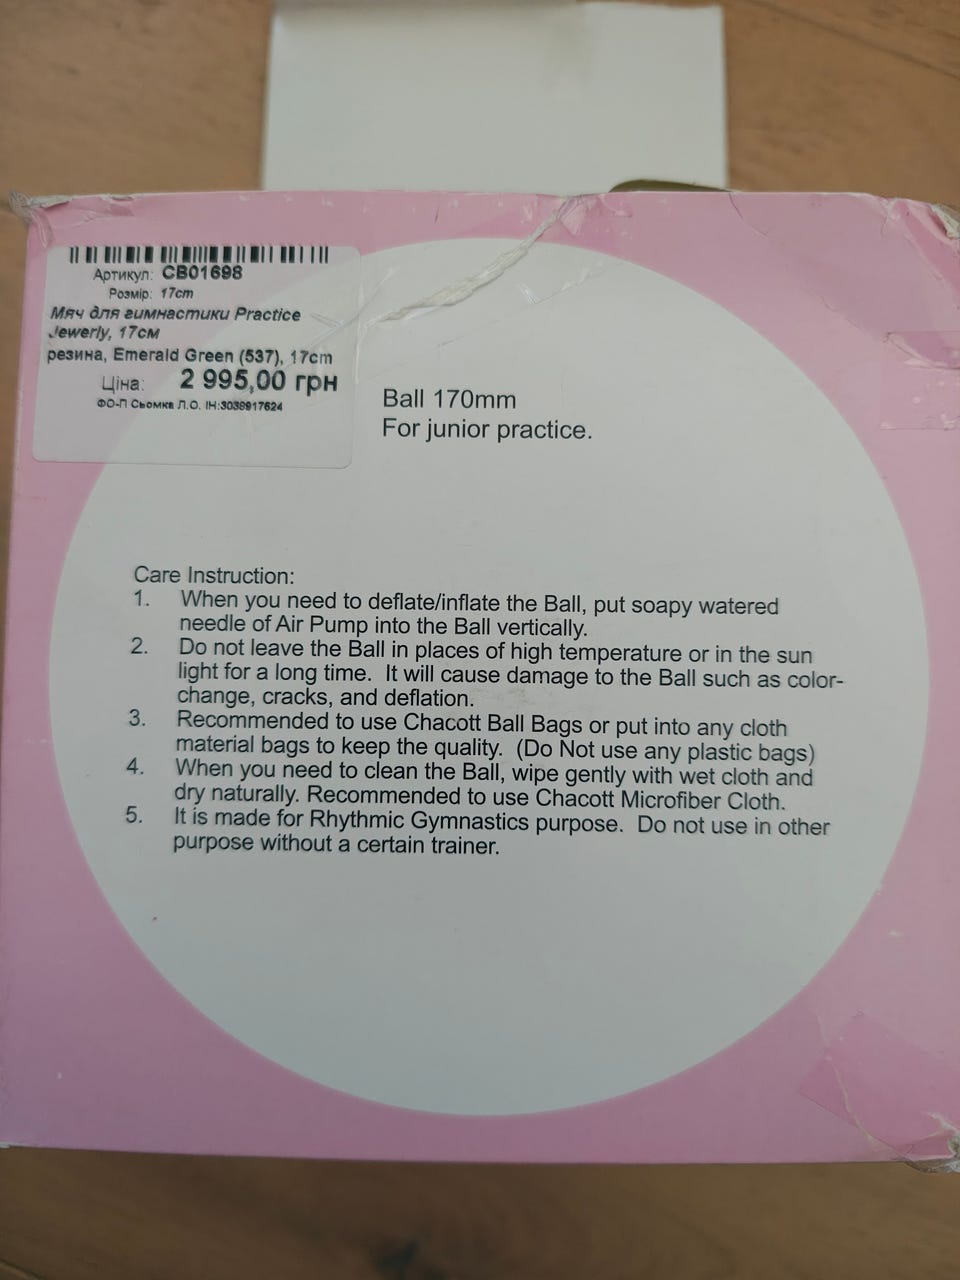 Артикул: CB01698
Розмір: 17cm
Мяч для гимнастики Practice
Jewerly, 17см
резина, Emerald Green (537), 17cm
Ціна: 2 995,00 грн
ФО-П Сьомка Л.О. ІН:3038917624
Ball 170mm
For junior practice.
Care Instruction:
1. When you need to deflate/inflate the Ball, put soapy watered
needle of Air Pump into the Ball vertically.
2. Do not leave the Ball in places of high temperature or in the sun
light for a long time. It will cause damage to the Ball such as color-
change, cracks, and deflation.
3. Recommended to use Chacott Ball Bags or put into any cloth
material bags to keep the quality. (Do Not use any plastic bags)
4. When you need to clean the Ball, wipe gently with wet cloth and
dry naturally. Recommended to use Chacott Microfiber Cloth.
5. It is made for Rhythmic Gymnastics purpose. Do not use in other
purpose without a certain trainer.